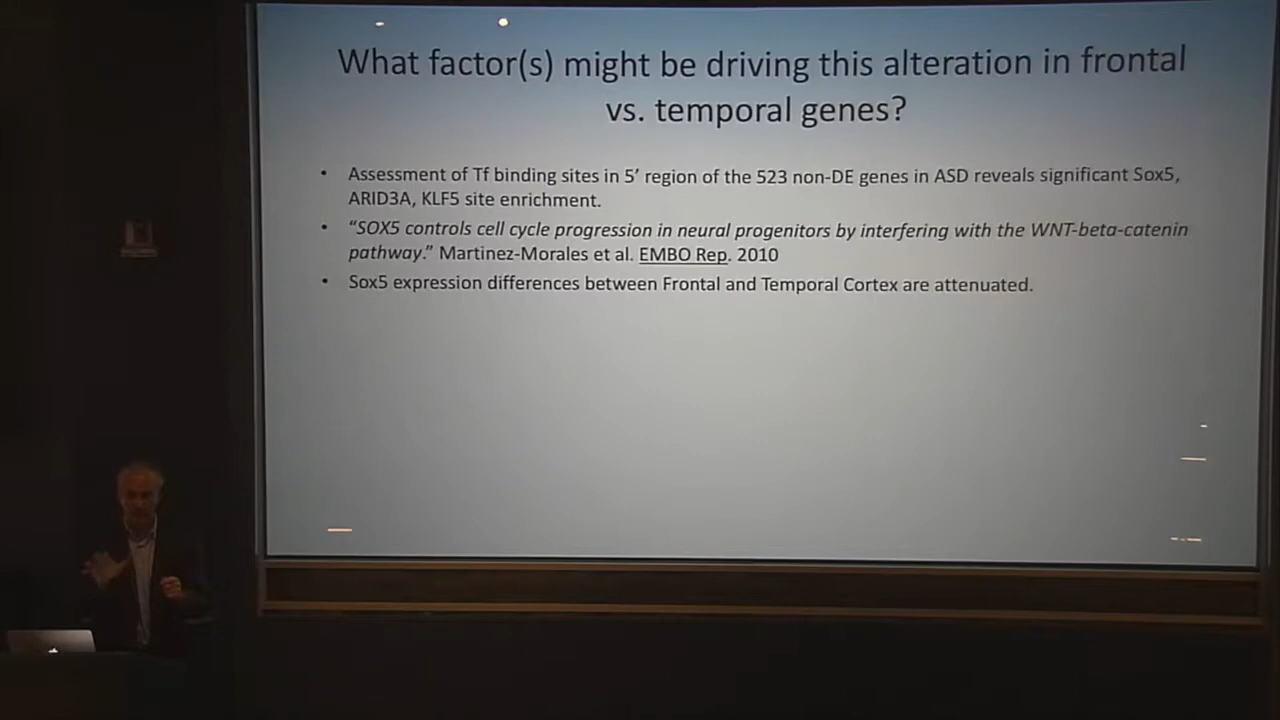 What factor(s) might be driving this alteration in frontal
vs. temporal genes?
• Assessment of Tf binding sites in 5’ region of the 523 non-DE genes in ASD reveals significant Sox5,
ARID3A, KLF5 site enrichment.
• “SOX5 controls cell cycle progression in neural progenitors by interfering with the WNT-beta-catenin
pathway.” Martinez-Morales et al. EMBO Rep. 2010
• Sox5 expression differences between Frontal and Temporal Cortex are attenuated.